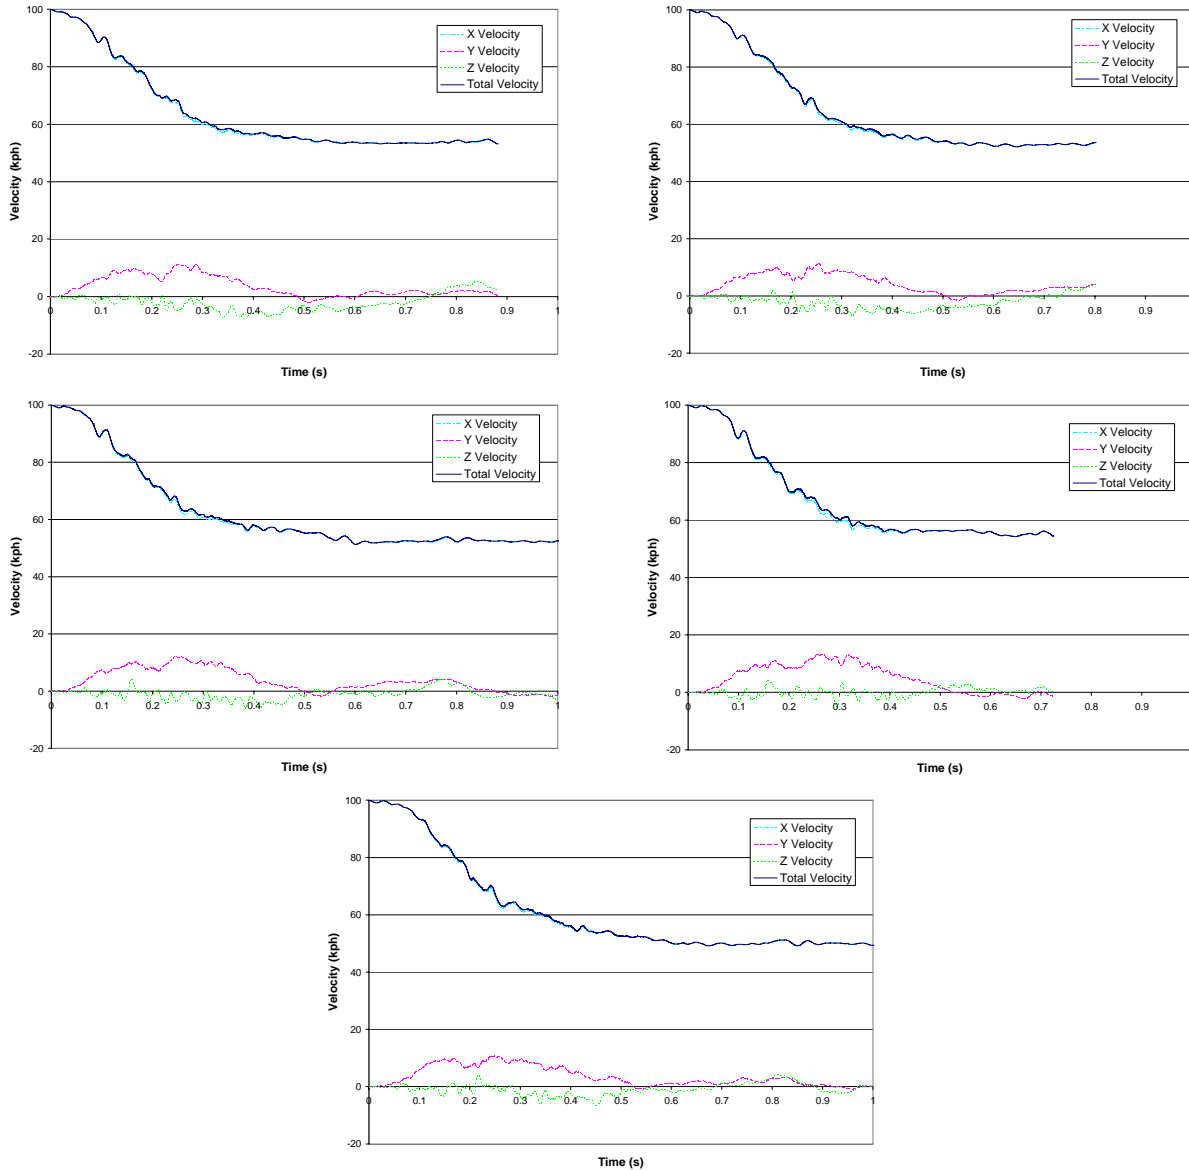 100
80
60
40
20
0
-20
Velocity (kph)
0 0.1 0.2 0.3 0.4 0.5 0.6 0.7 0.8 0.9 1
Time (s)
X Velocity
Y Velocity
Z Velocity
Total Velocity
100
80
60
40
20
0
-20
Velocity (kph)
0 0.1 0.2 0.3 0.4 0.5 0.6 0.7 0.8 0.9
Time (s)
X Velocity
Y Velocity
Z Velocity
Total Velocity
100
80
60
40
20
0
-20
Velocity (kph)
0 0.1 0.2 0.3 0.4 0.5 0.6 0.7 0.8 0.9 1
Time (s)
X Velocity
Y Velocity
Z Velocity
Total Velocity
100
80
60
40
20
0
-20
Velocity (kph)
0 0.1 0.2 0.3 0.4 0.5 0.6 0.7 0.8 0.9
Time (s)
X Velocity
Y Velocity
Z Velocity
Total Velocity
100
80
60
40
20
0
-20
Velocity (kph)
0 0.1 0.2 0.3 0.4 0.5 0.6 0.7 0.8 0.9 1
Time (s)
X Velocity
Y Velocity
Z Velocity
Total Velocity